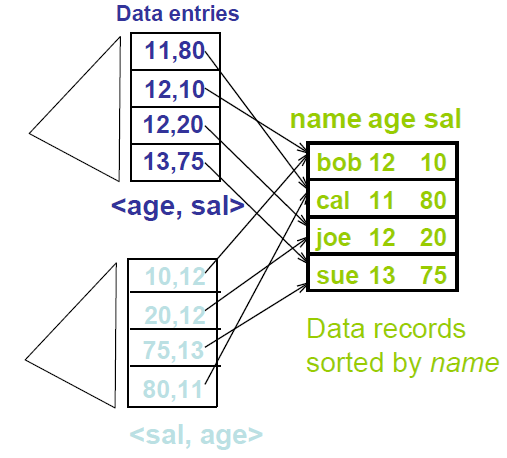 Data entries
11,80
12,10
12,20
13,75
<age, sal>
name age sal
bob 12 10
cal 11 80
joe 12 20
sue 13 75
10,12
20,12
75,13
80,11
<sal, age>
Data records
sorted by name